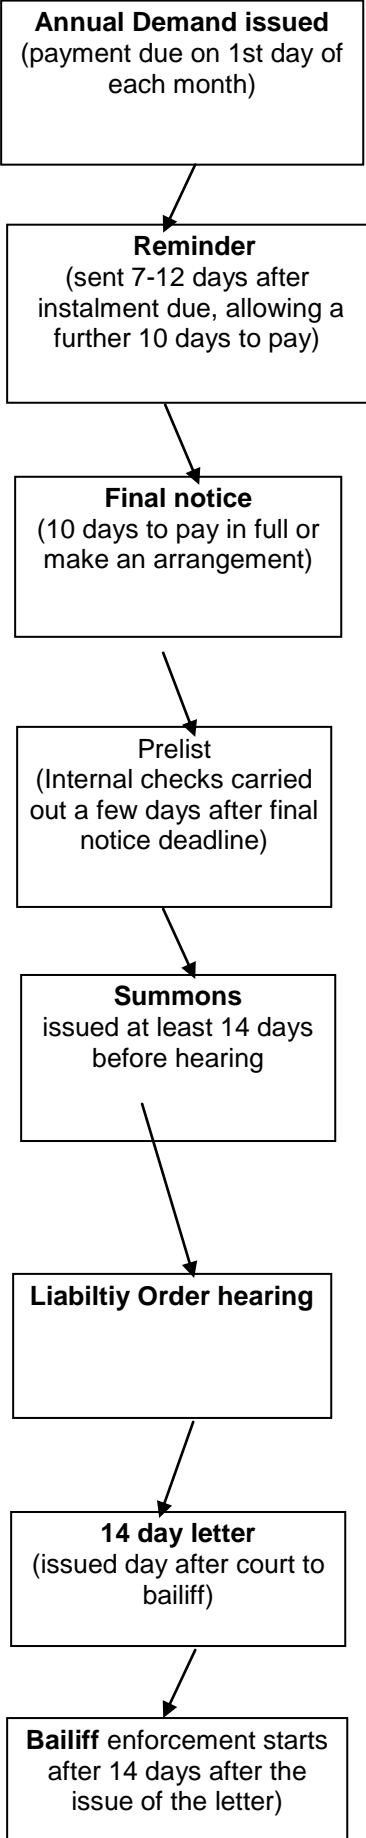 Annual Demand issued
(payment due on 1st day of
each month)
Reminder
(sent 7-12 days after
instalment due, allowing a
further 10 days to pay)
Final notice
(10 days to pay in full or
make an arrangement)
Prelist
(Internal checks carried
out a few days after final
notice deadline)
Summons
issued at least 14 days
before hearing
Liabiltiy Order hearing
14 day letter
(issued day after court to
bailiff)
Bailiff enforcement starts
after 14 days after the
issue of the letter)